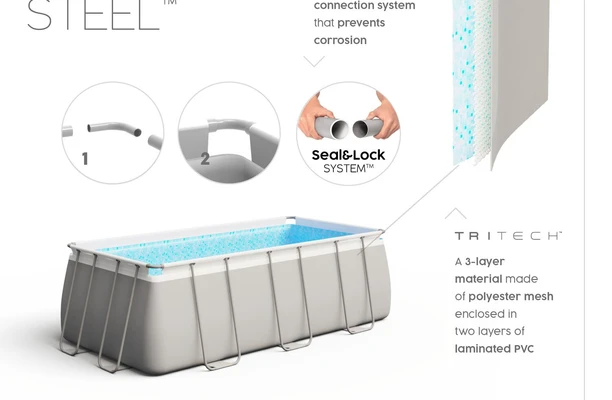 STEEL™
connection system
that prevents
corrosion
1
2
Seal&Lock
SYSTEM™
TRITECH™
A 3-layer
material made
of polyester mesh
enclosed in
two layers of
laminated PVC